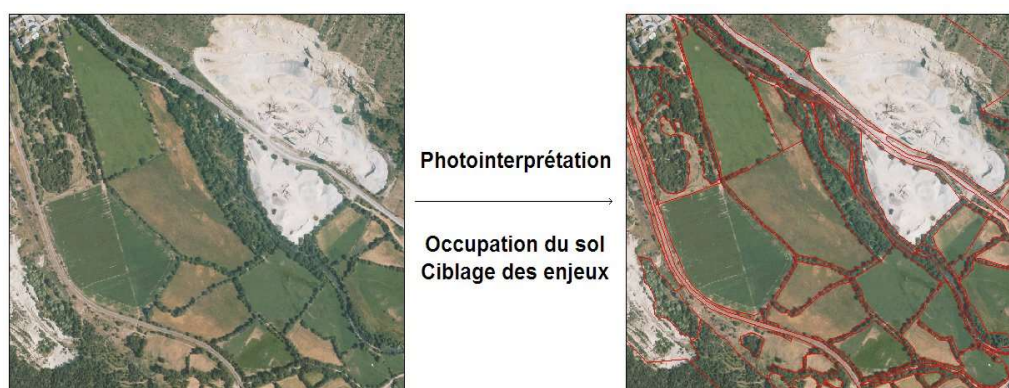 Photointerprétation
Occupation du sol
Ciblage des enjeux